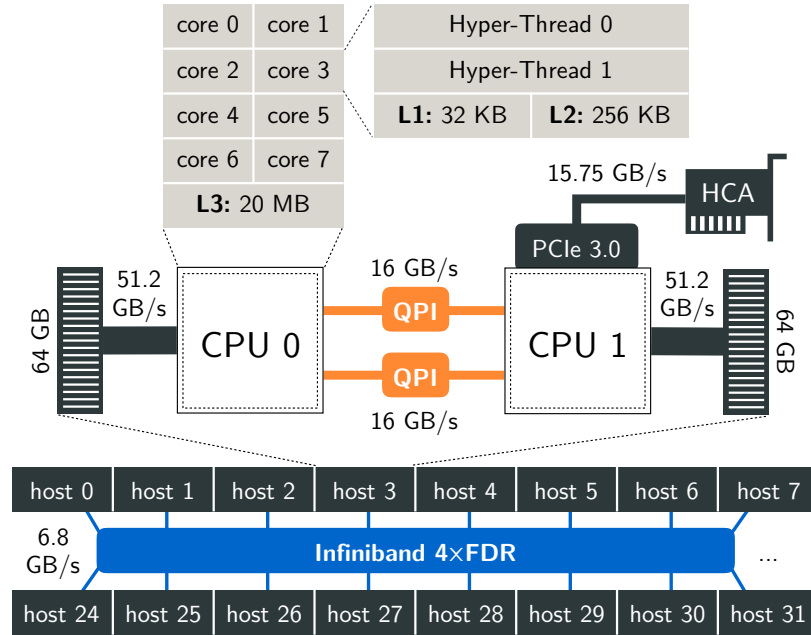 core 0 core 1
core 2 core 3
core 4 core 5
core 6 core 7
L3: 20 MB
Hyper-Thread 0
Hyper-Thread 1
L1: 32 KB L2: 256 KB
15.75 GB/s
HCA
PCIe 3.0
64 GB
51.2
GB/s
CPU 0
16 GB/s
QPI
QPI
16 GB/s
CPU 1
51.2
GB/s
64 GB
host 0 host 1 host 2 host 3 host 4 host 5 host 6 host 7
6.8
GB/s
Infiniband 4×FDR
...
host 24 host 25 host 26 host 27 host 28 host 29 host 30 host 31